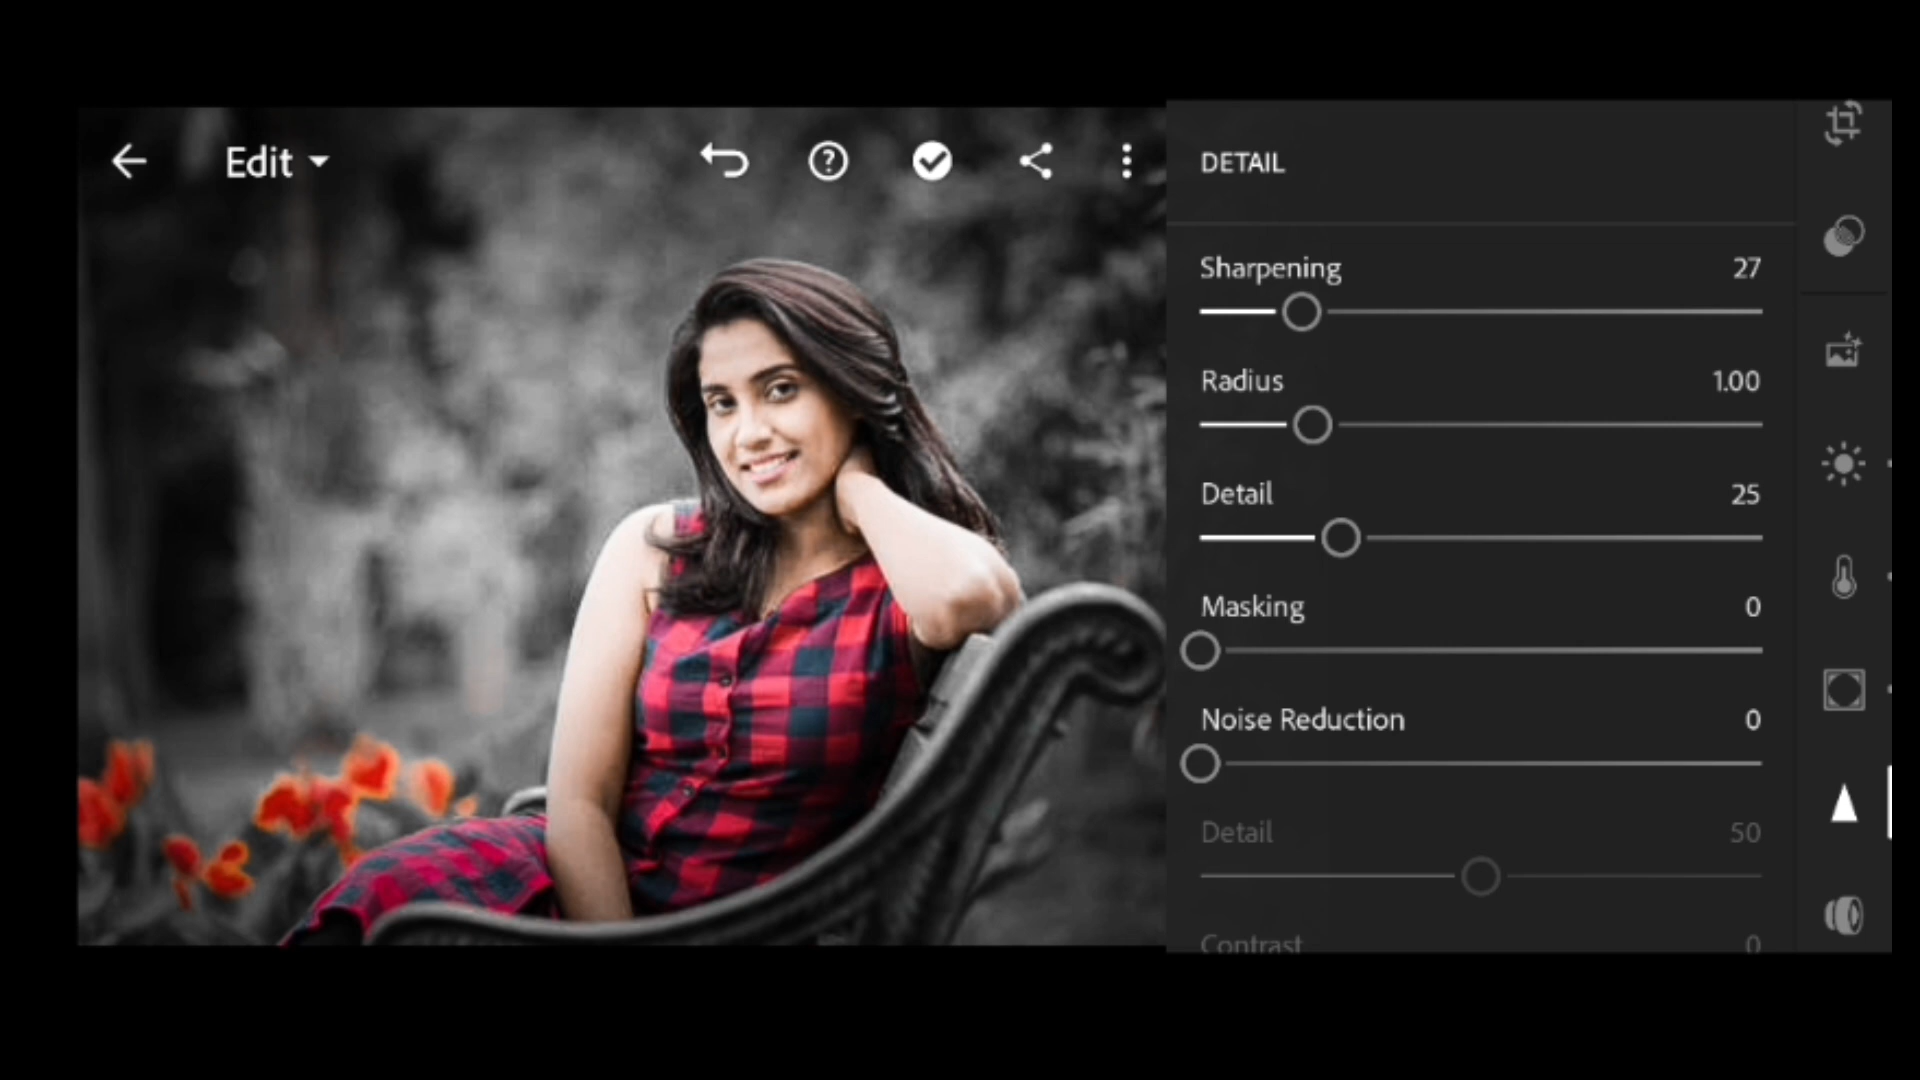 Edit
DETAIL
Sharpening 27
Radius 1.00
Detail 25
Masking 0
Noise Reduction 0
Detail 50
Contrast 0